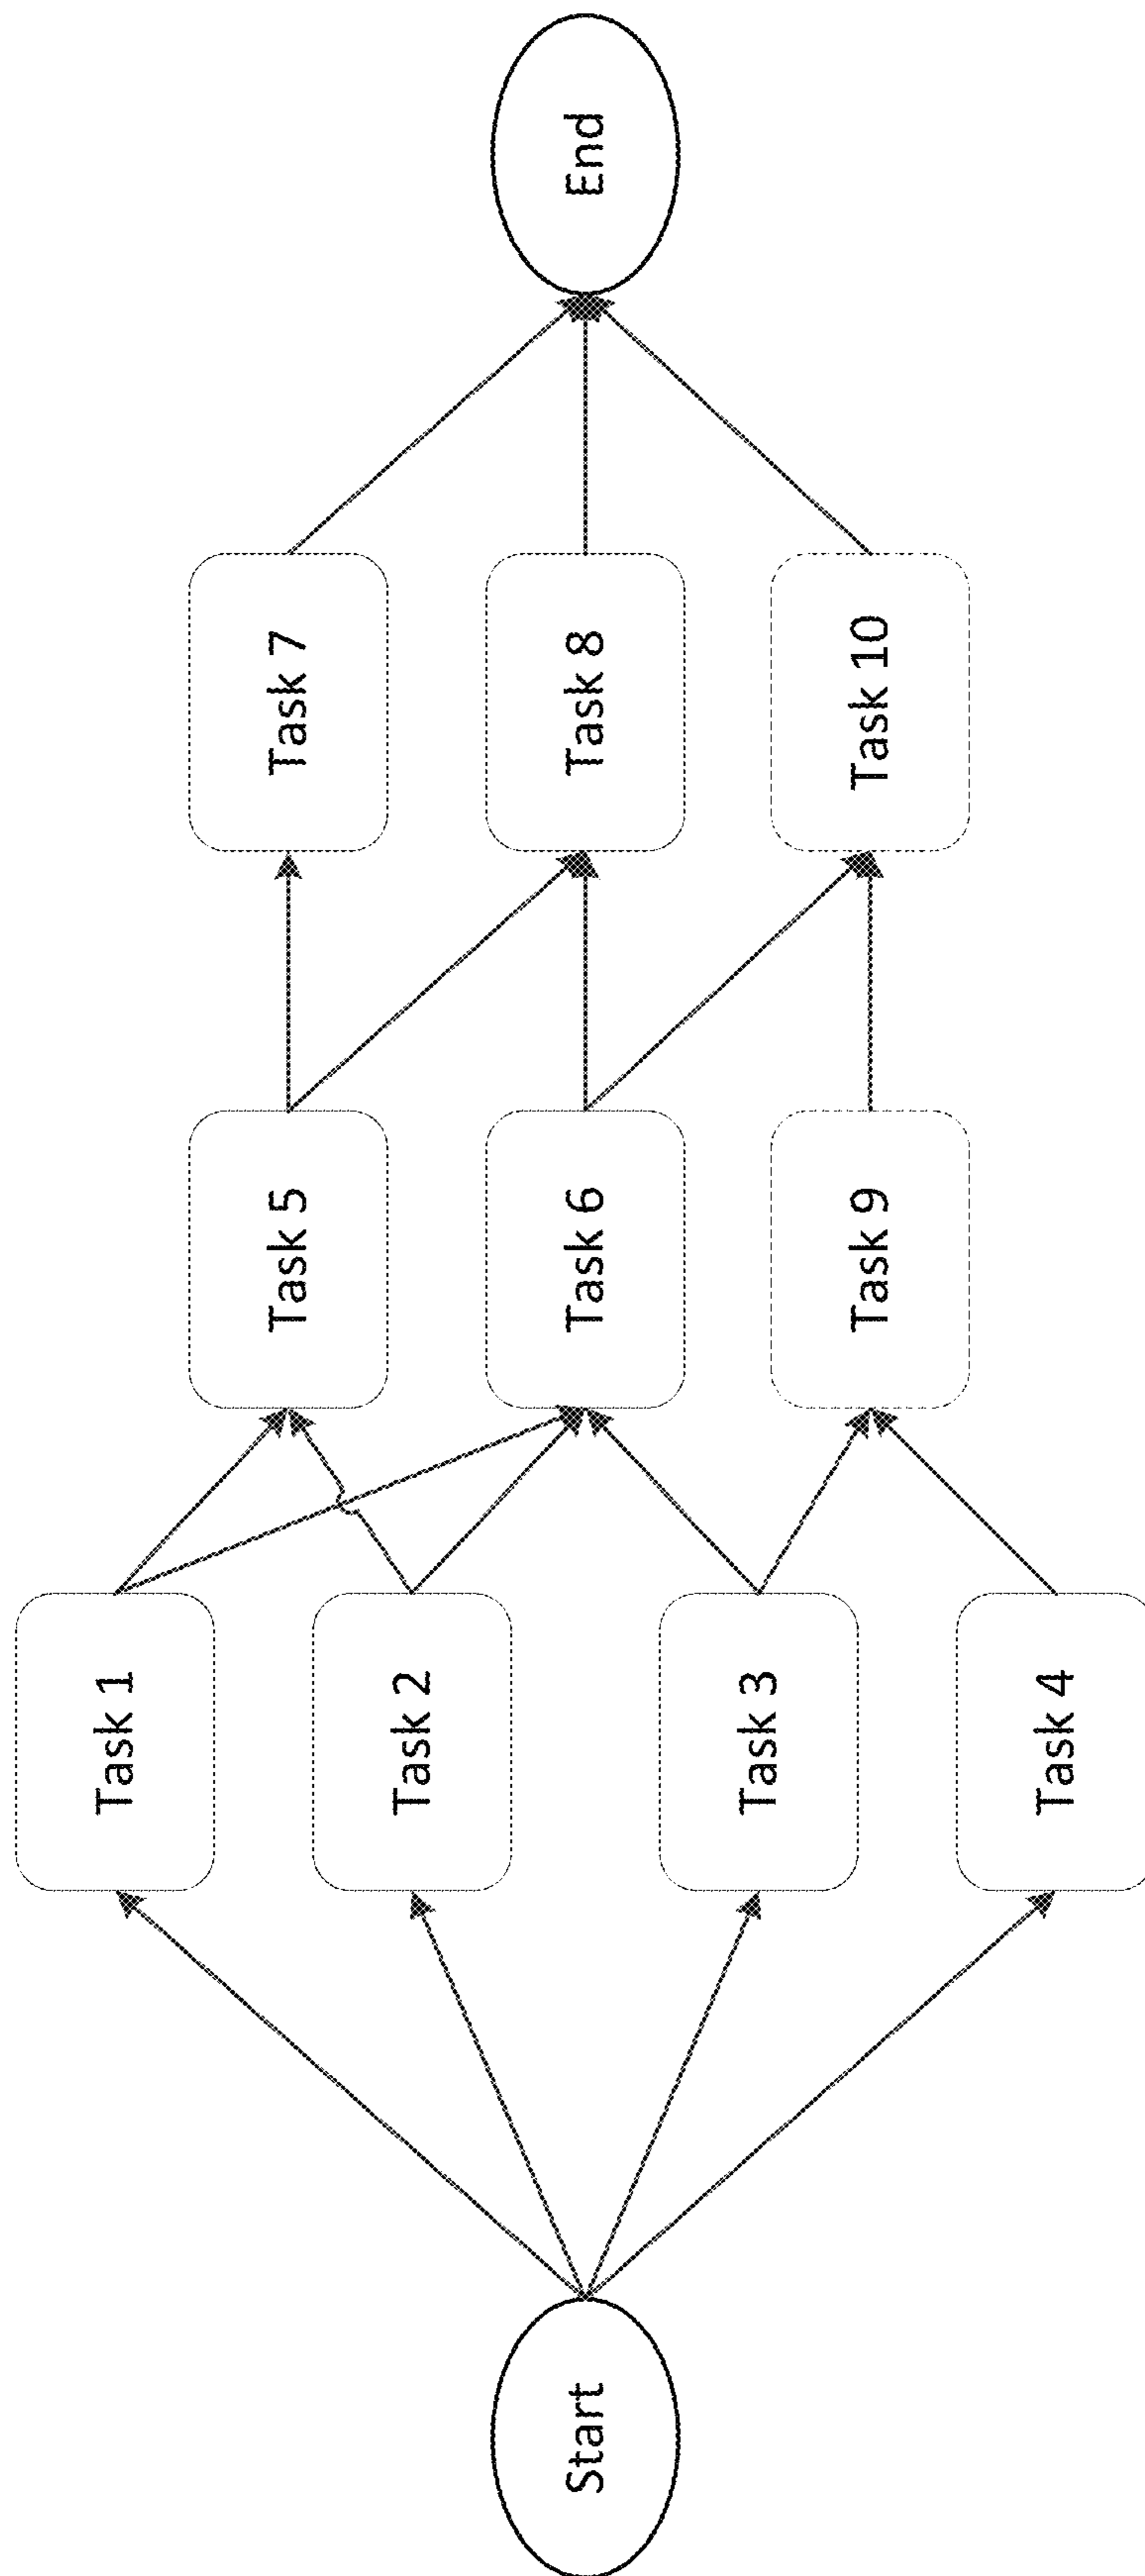 Start
Task 1
Task 2
Task 3
Task 4
Task 5
Task 6
Task 9
Task 7
Task 8
Task 10
End